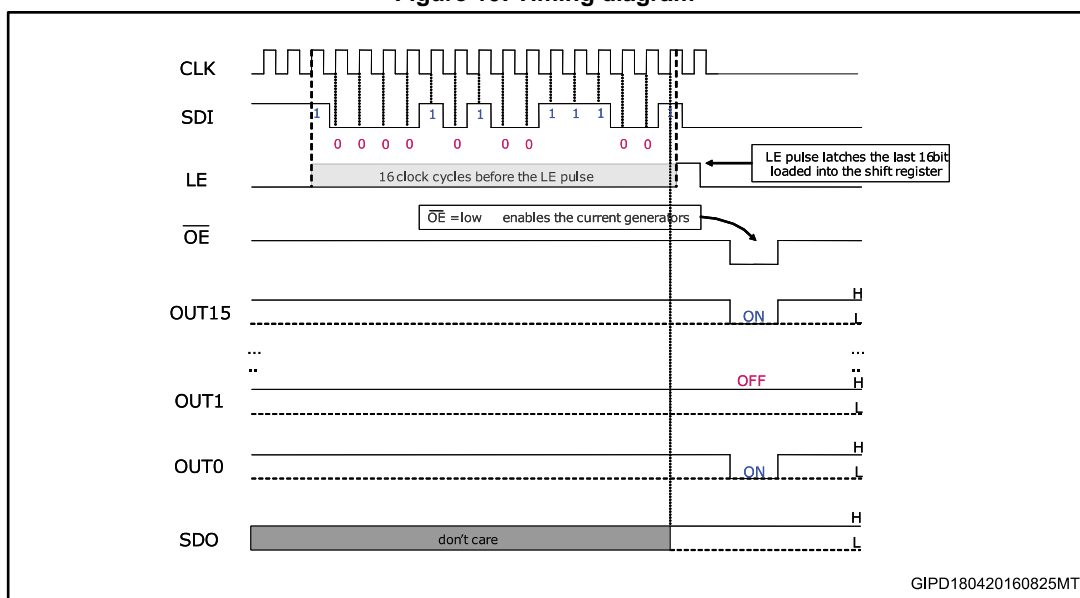 Figure 10. Timing diagram
CLK
SDI
1 1 1 1 1 1 1
0 0 0 0 0 0 0 0 0
LE
16 clock cycles before the LE pulse
LE pulse latches the last 16bit
loaded into the shift register
OE =low enables the current generators
OE
OUT15
H
ON
L
...
..
...
..
OUT1
OFF
H
L
OUT0
H
ON
L
SDO
don't care
H
L
GIPD180420160825MT